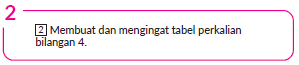 2
2 Membuat dan mengingat tabel perkalian
bilangan 4.